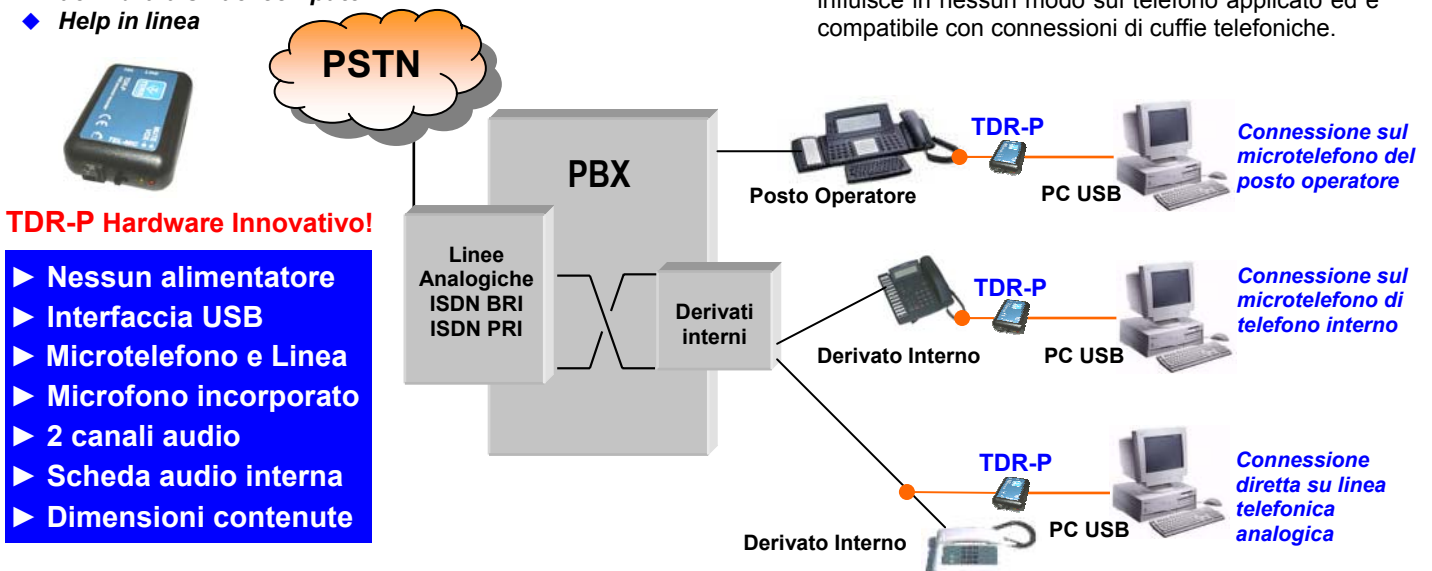 Help in linea
compatibile con connessioni di cuffie telefoniche.
PSTN
TDR-P Hardware Innovativo!
► Nessun alimentatore
► Interfaccia USB
► Microtelefono e Linea
► Microfono incorporato
► 2 canali audio
► Scheda audio interna
► Dimensioni contenute
PBX
Linee
Analogiche
ISDN BRI
ISDN PRI
Derivati
interni
Posto Operatore
TDR-P
PC USB
Connessione sul
microtelefono del
posto operatore
Derivato Interno
TDR-P
PC USB
Connessione sul
microtelefono di
telefono interno
Derivato Interno
TDR-P
PC USB
Connessione
diretta su linea
telefonica
analogica